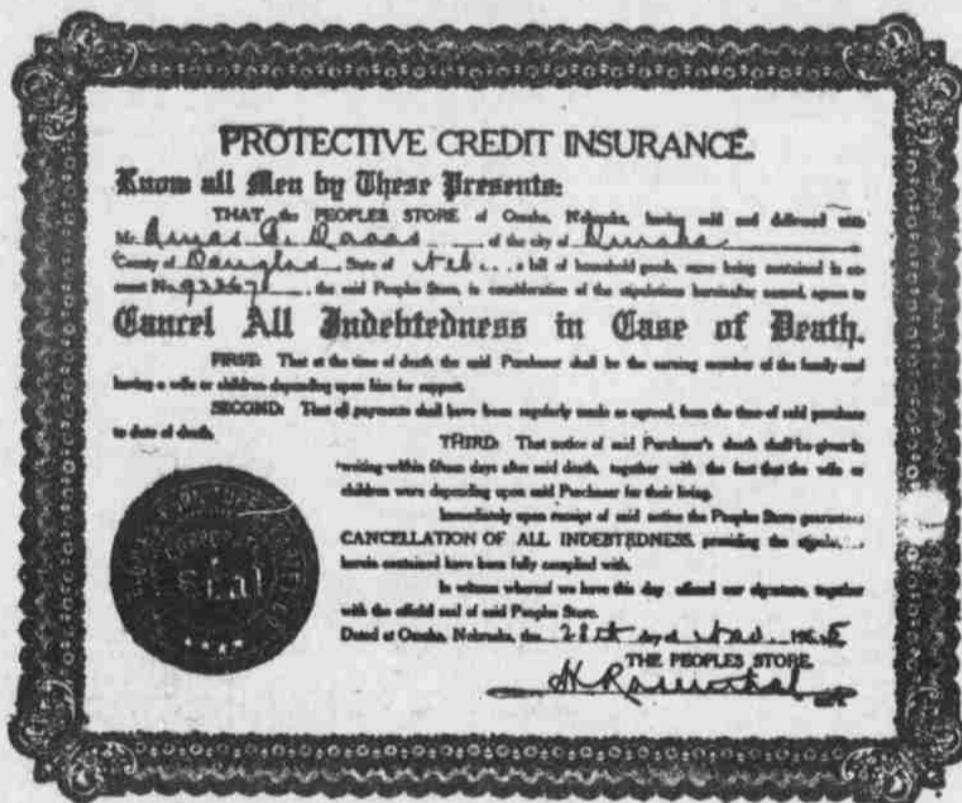 PROTECTIVE CREDIT INSURANCE.
Know all Men by These Presents:
THAT the PEOPLES STORE of Omaha, Nebraska, having sold and delivered unto
Mr. of the city of Omaha
County of Douglas State of Neb. a bill of household goods, same being contained in ac-
count No. the said Peoples Store, in consideration of the stipulations hereinafter named, agrees to
Cancel All Indebtedness in Case of Death.
FIRST: That at the time of death the said Purchaser shall be the earning member of the family and
having a wife or children depending upon him for support.
SECOND: That all payments shall have been regularly made as agreed, from the time of said purchase
to date of death.
THIRD: That notice of said Purchaser's death shall be given in
writing within fifteen days after said death, together with the fact that the wife or
children were depending upon said Purchaser for their living.
Immediately upon receipt of said notice the Peoples Store guarantees
CANCELLATION OF ALL INDEBTEDNESS, providing the
herein contained have been fully complied with.
In witness whereof we have this day affixed our signature, together
with the official seal of said Peoples Store.
Dated at Omaha, Nebraska, this 28th day of
THE PEOPLES STORE.
H Rosenthal
Seal